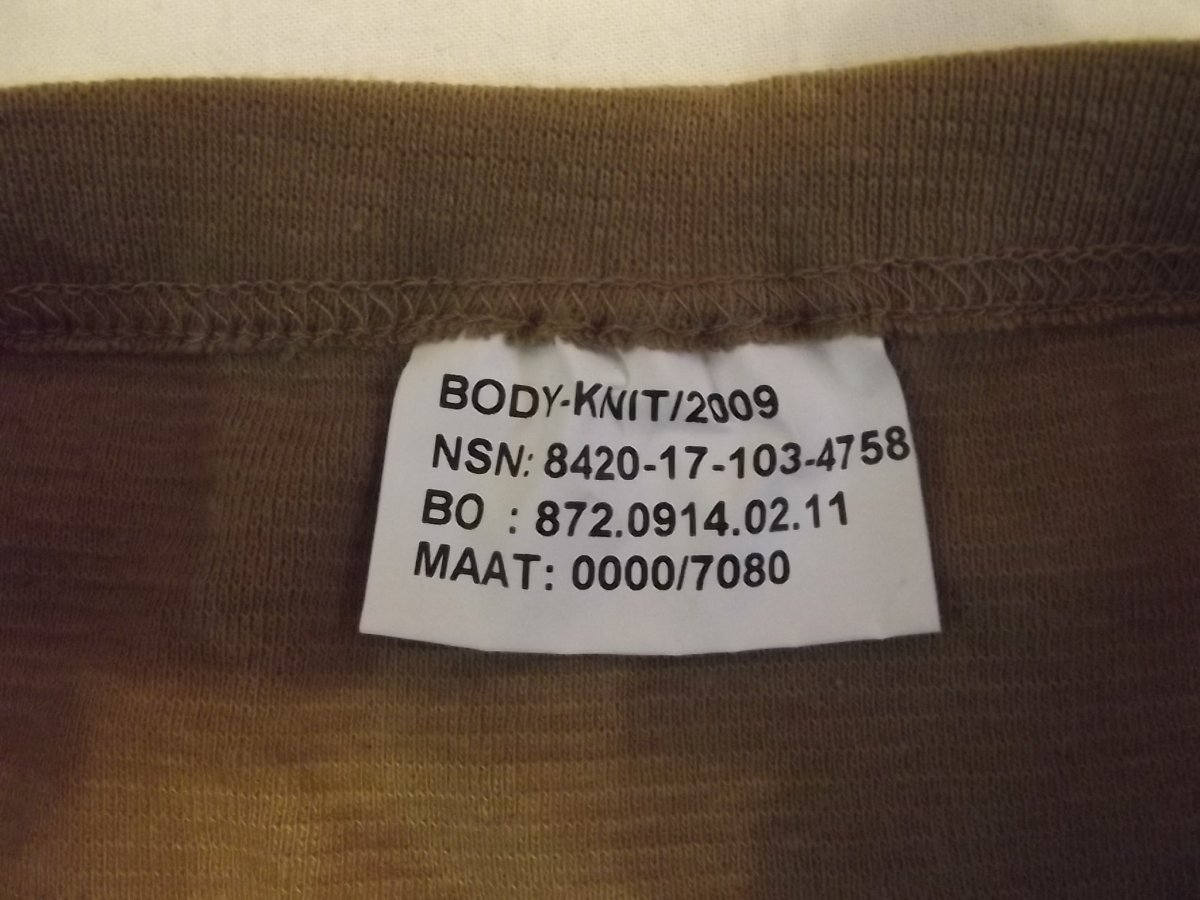 BODY-KNIT/2009
NSN: 8420-17-103-4758
BO : 872.0914.02.11
MAAT: 0000/7080